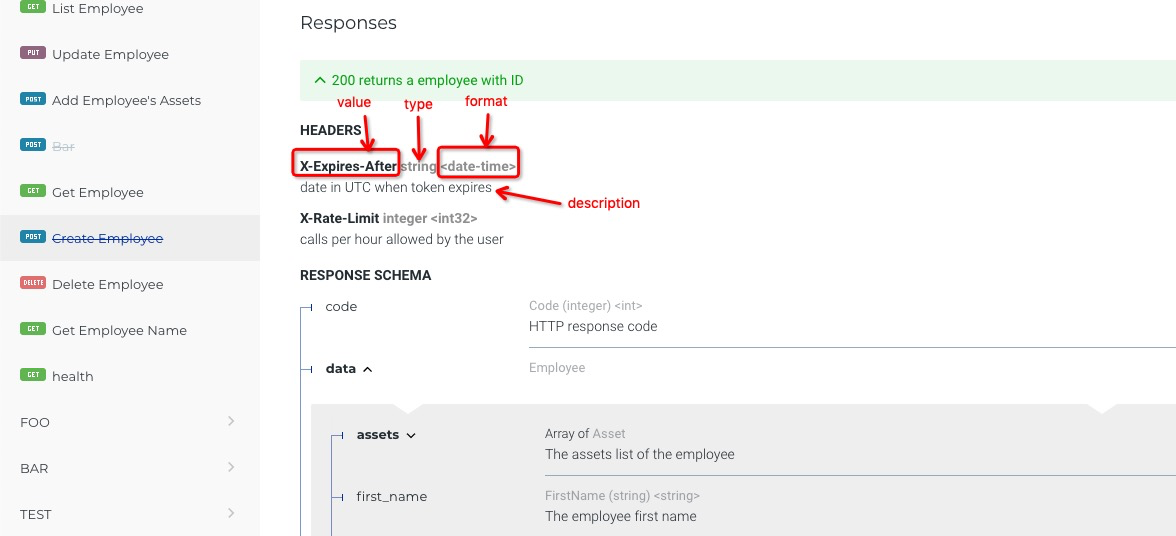 GET List Employee
PUT Update Employee
POST Add Employee's Assets
POST Bar
GET Get Employee
POST Create Employee
DELETE Delete Employee
GET Get Employee Name
GET health
FOO
BAR
TEST
Responses
200 returns a employee with ID
value type format
HEADERS
X-Expires-After string <date-time>
date in UTC when token expires
description
X-Rate-Limit integer <int32>
calls per hour allowed by the user
RESPONSE SCHEMA
code Code (integer) <int>
HTTP response code
data Employee
assets Array of Asset
The assets list of the employee
first_name FirstName (string) <string>
The employee first name